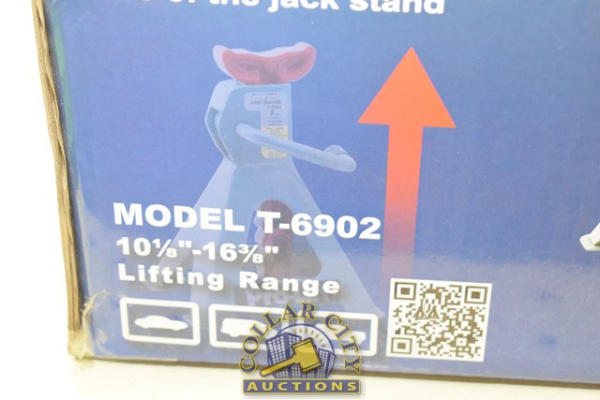 of the jack stand
MODEL T-6902
10⅛"-16⅜"
Lifting Range
COLLAR CITY
AUCTIONS